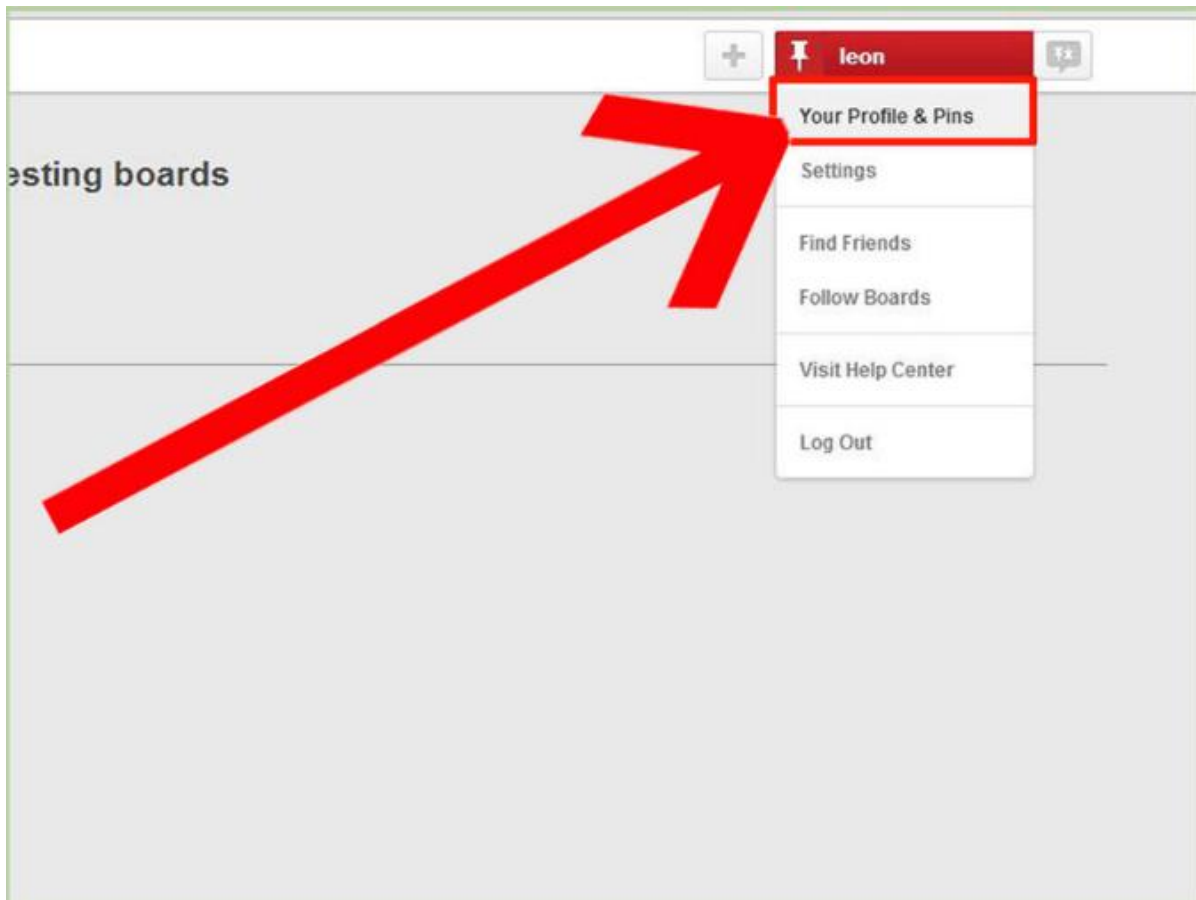 leon
Your Profile & Pins
esting boards
Settings
Find Friends
Follow Boards
Visit Help Center
Log Out